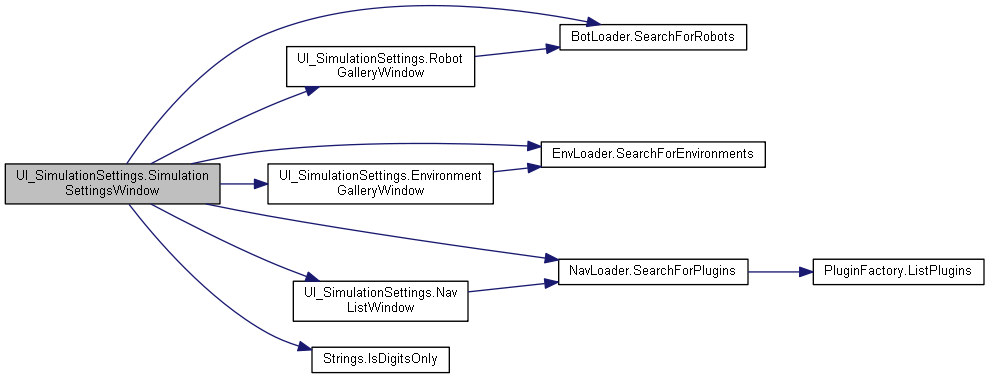 UI_SimulationSettings.Simulation
SettingsWindow
BotLoader.SearchForRobots
UI_SimulationSettings.Robot
GalleryWindow
EnvLoader.SearchForEnvironments
UI_SimulationSettings.Environment
GalleryWindow
NavLoader.SearchForPlugins
PluginFactory.ListPlugins
UI_SimulationSettings.Nav
ListWindow
Strings.IsDigitsOnly